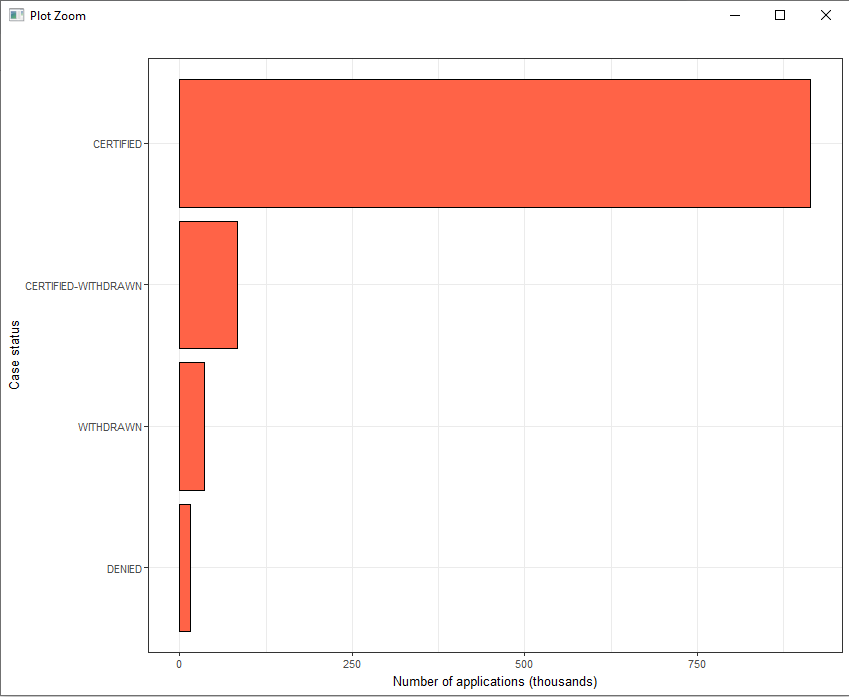 Plot Zoom
CERTIFIED
CERTIFIED-WITHDRAWN
Case status
WITHDRAWN
DENIED
0 250 500 750
Number of applications (thousands)